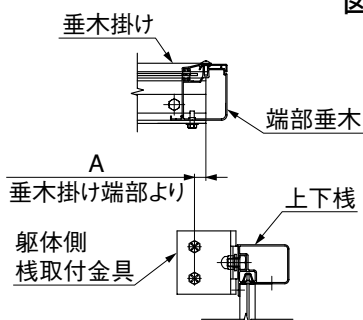 図
垂木掛け
端部垂木
A
垂木掛け端部より
上下桟
躯体側
桟取付金具